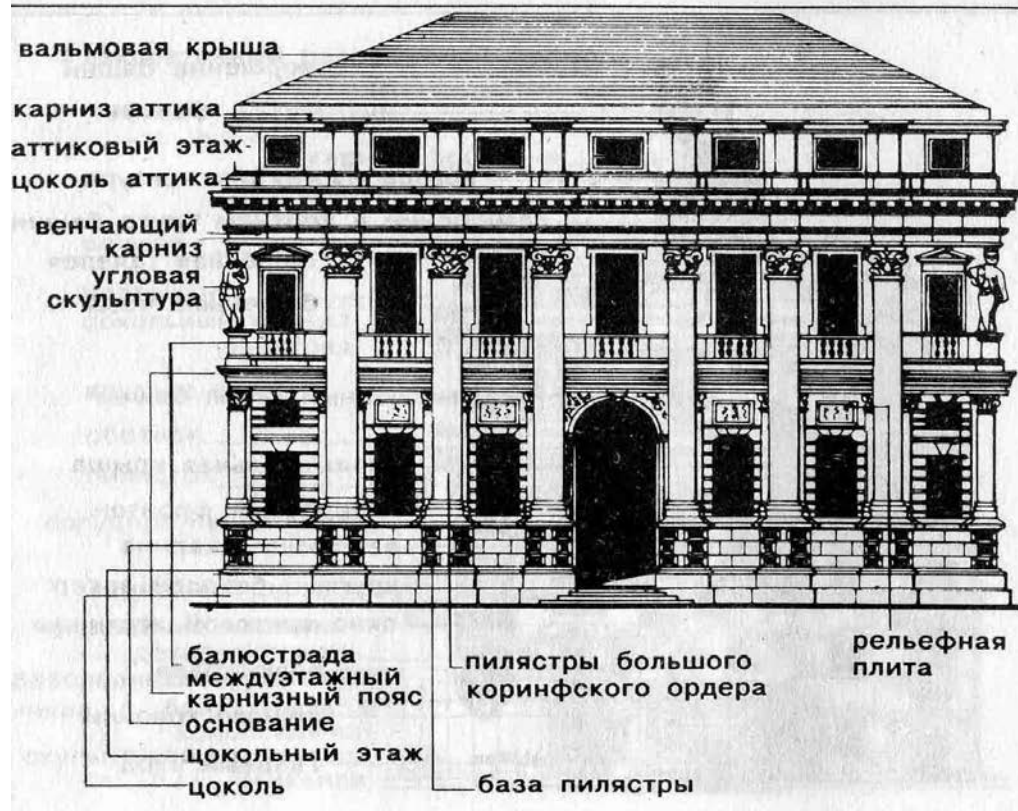 вальмовая крыша
карниз аттика
аттиковый этаж
цоколь аттика
венчающий
карниз
угловая
скульптура
балюстрада
междуэтажный
карнизный пояс
основание
цокольный этаж
цоколь
пилястры большого
коринфского ордера
база пилястры
рельефная
плита